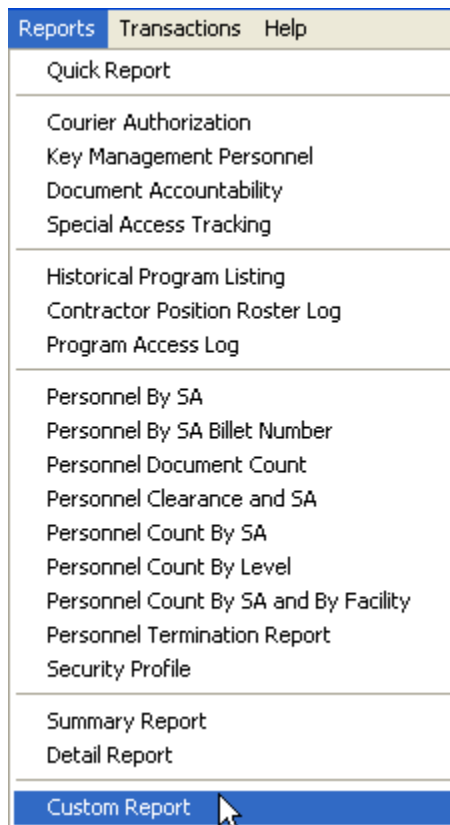 Reports Transactions Help
Quick Report
Courier Authorization
Key Management Personnel
Document Accountability
Special Access Tracking
Historical Program Listing
Contractor Position Roster Log
Program Access Log
Personnel By SA
Personnel By SA Billet Number
Personnel Document Count
Personnel Clearance and SA
Personnel Count By SA
Personnel Count By Level
Personnel Count By SA and By Facility
Personnel Termination Report
Security Profile
Summary Report
Detail Report
Custom Report